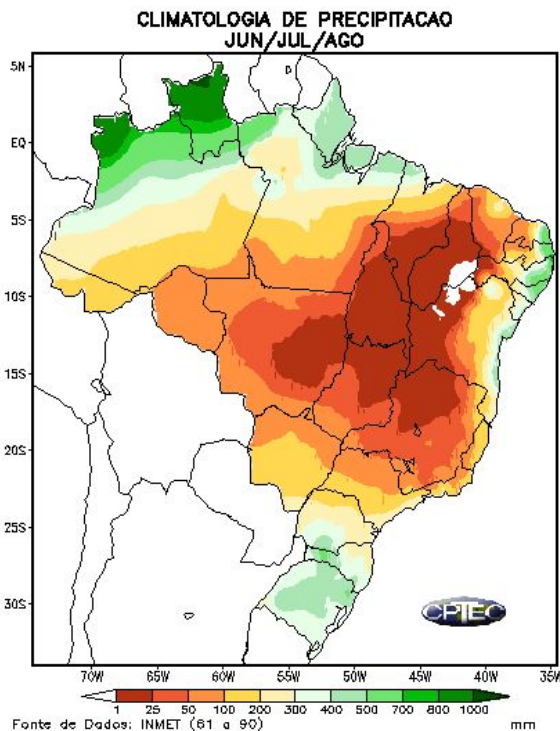 CLIMATOLOGIA DE PRECIPITACAO
JUN/JUL/AGO
5N
EQ
5S
10S
15S
20S
25S
30S
CPTEC
70W 65W 60W 55W 50W 45W 40W 35W
1 25 50 100 200 300 400 500 700 800 1000
Fonte de Dados: INMET (61 a 90) mm